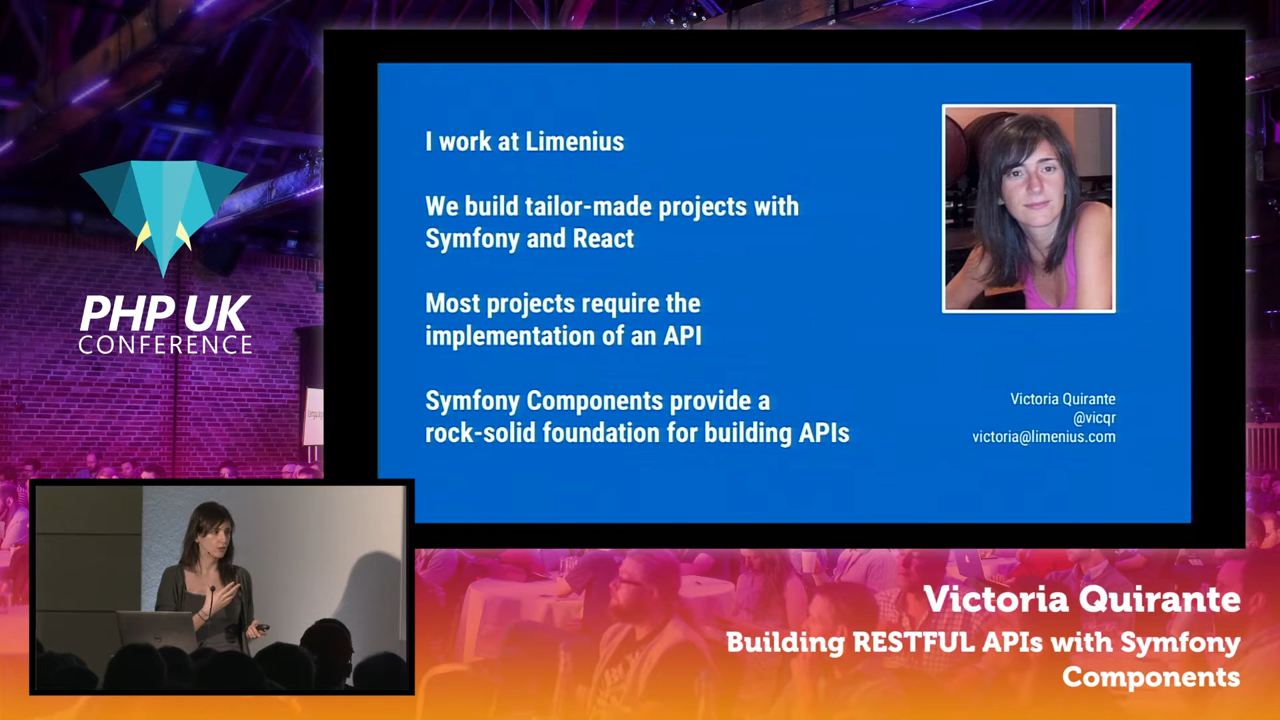 PHP UK
CONFERENCE
I work at Limenius
We build tailor-made projects with
Symfony and React
Most projects require the
implementation of an API
Symfony Components provide a
rock-solid foundation for building APIs
Victoria Quirante
@vicqr
victoria@limenius.com
Victoria Quirante
Building RESTFUL APIs with Symfony
Components